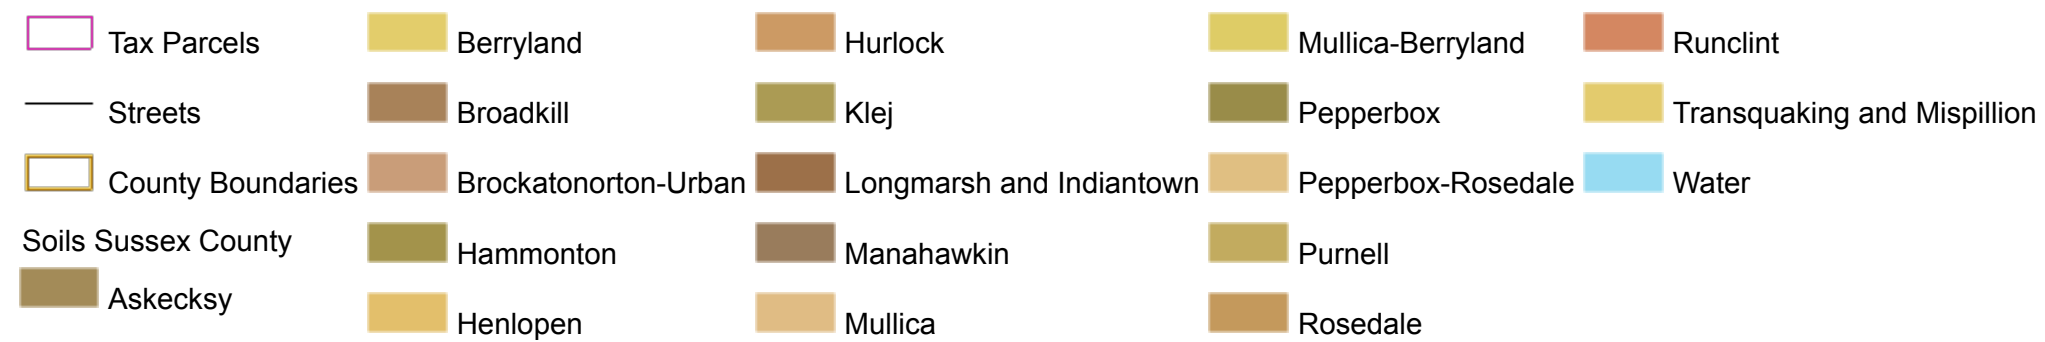 Tax Parcels
Streets
County Boundaries
Soils Sussex County
Askecksy
Berryland
Broadkill
Brockatonorton-Urban
Hammonton
Henlopen
Hurlock
Klej
Longmarsh and Indiantown
Manahawkin
Mullica
Mullica-Berryland
Pepperbox
Pepperbox-Rosedale
Purnell
Rosedale
Runclint
Transquaking and Mispillion
Water